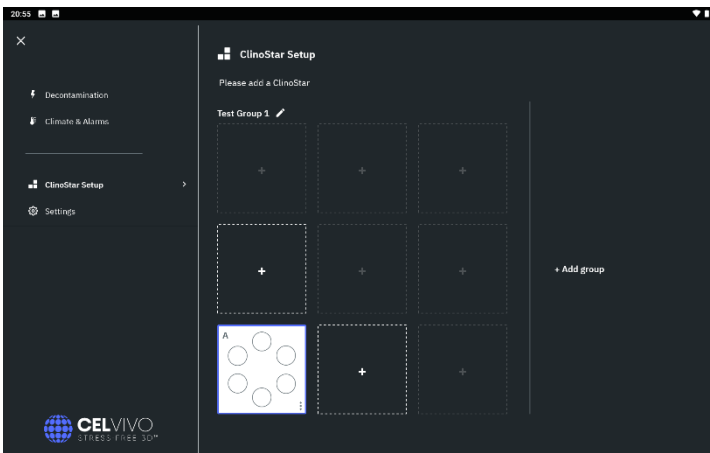 20:55
Decontamination
Climate & Alarms
ClinoStar Setup
Settings
CELVIVO
STRESS FREE 3D™
ClinoStar Setup
Please add a ClinoStar
Test Group 1
+ + +
+ + +
A
+ +
+ Add group